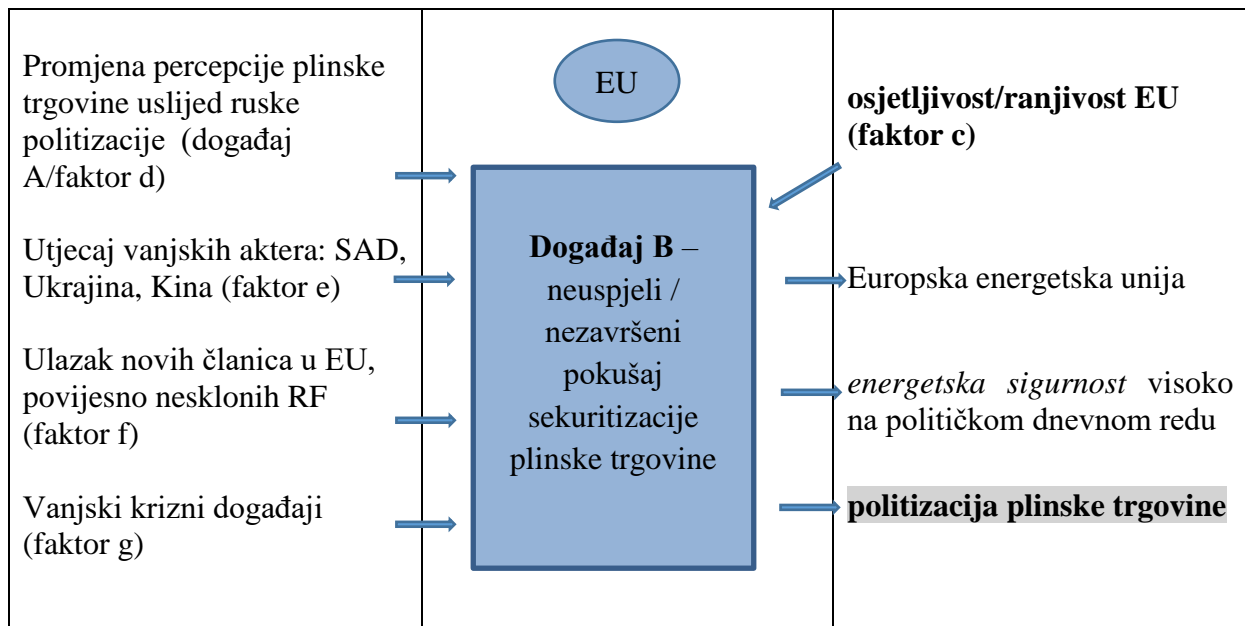 Promjena percepcije plinske
trgovine uslijed ruske
politizacije (događaj
A/faktor d)
Utjecaj vanjskih aktera: SAD,
Ukrajina, Kina (faktor e)
Ulazak novih članica u EU,
povijesno nesklonih RF
(faktor f)
Vanjski krizni događaji
(faktor g)
EU
Događaj B –
neuspjeli /
nezavršeni
pokušaj
sekuritizacije
plinske trgovine
osjetljivost/ranjivost EU
(faktor c)
Europska energetska unija
energetska sigurnost visoko
na političkom dnevnom redu
politizacija plinske trgovine